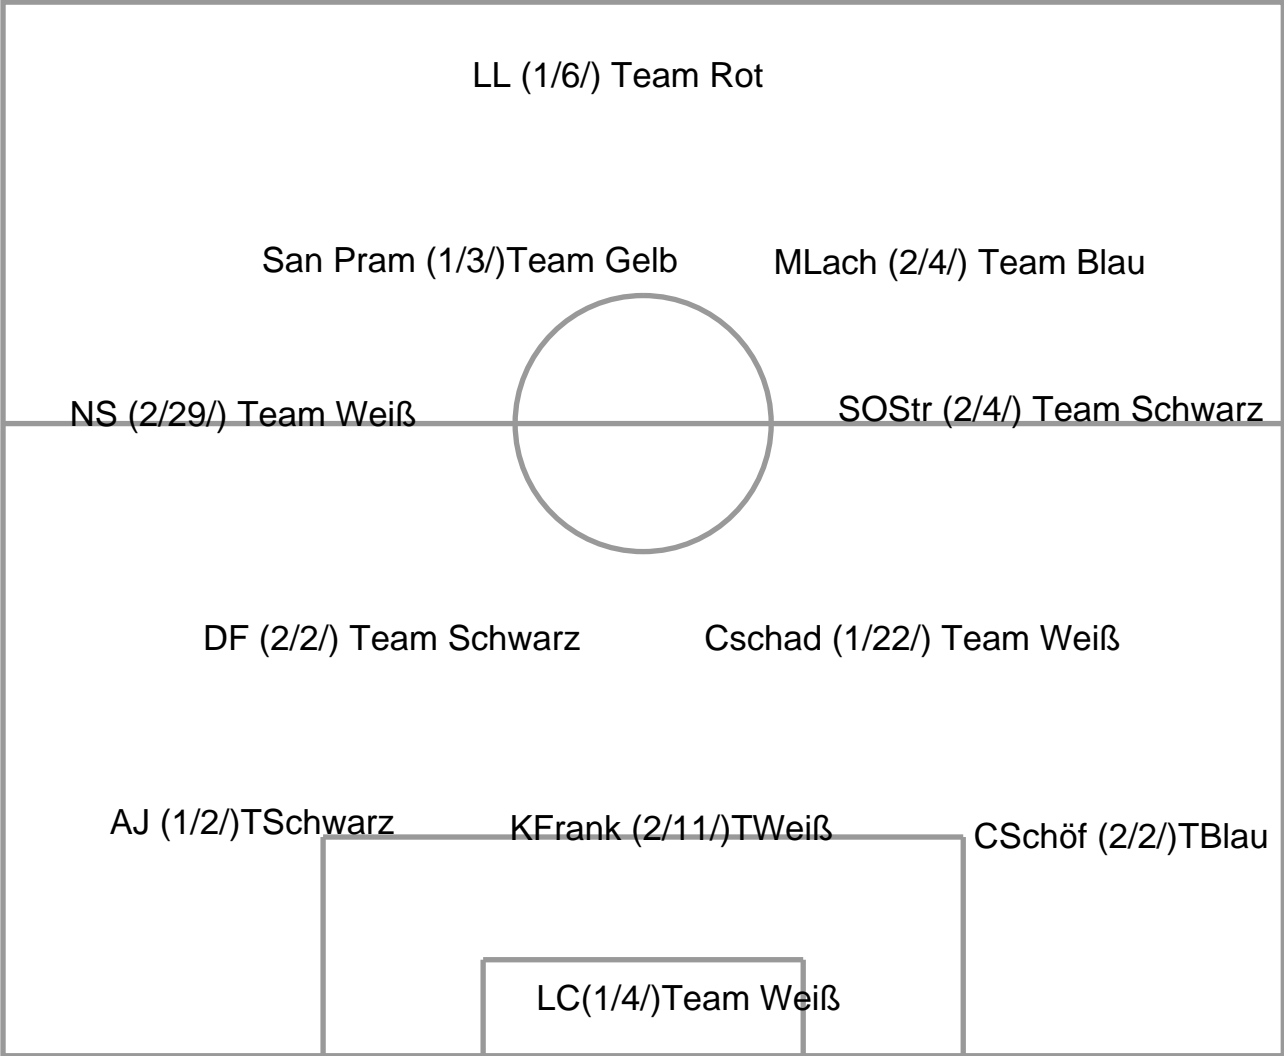 LL (1/6/) Team Rot
San Pram (1/3/)Team Gelb
MLach (2/4/) Team Blau
NS (2/29/) Team Weiß
SOStr (2/4/) Team Schwarz
DF (2/2/) Team Schwarz
Cschad (1/22/) Team Weiß
AJ (1/2/)TSchwarz
KFrank (2/11/)TWeiß
CSchöf (2/2/)TBlau
LC(1/4/)Team Weiß